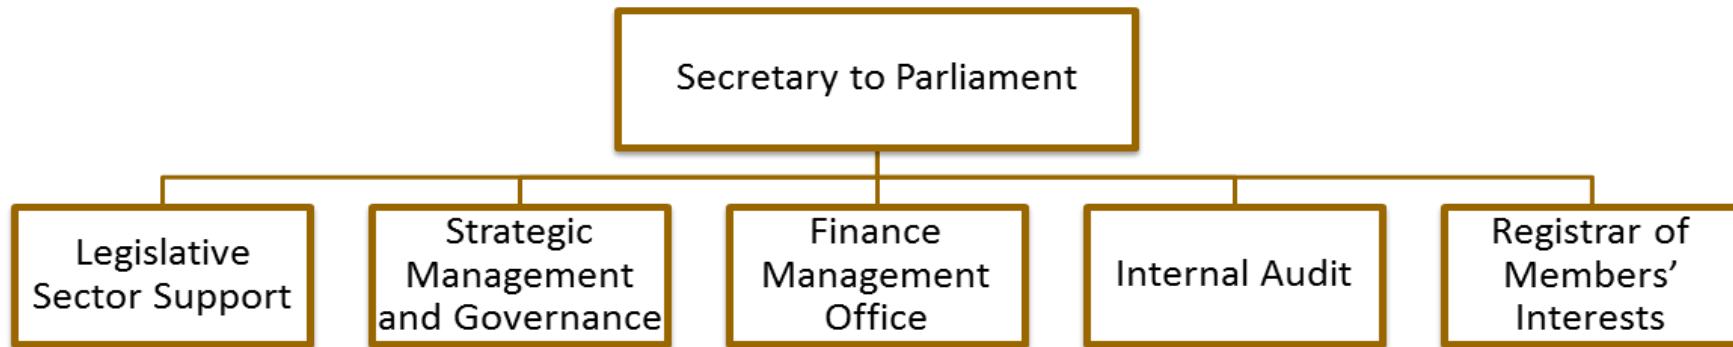 Secretary to Parliament
Legislative
Sector Support
Strategic
Management
and Governance
Finance
Management
Office
Internal Audit
Registrar of
Members’
Interests